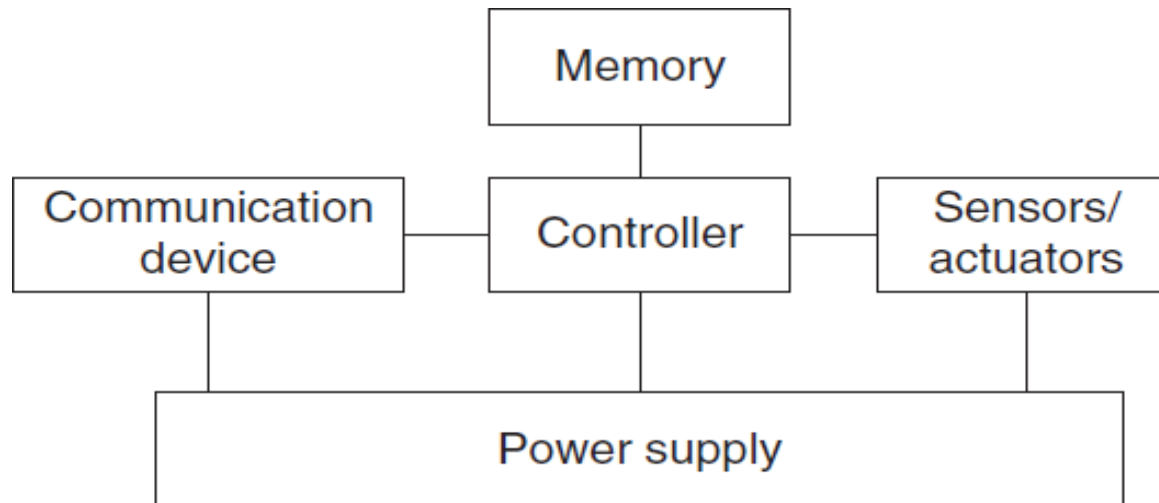 Memory
Communication
device
Controller
Sensors/
actuators
Power supply